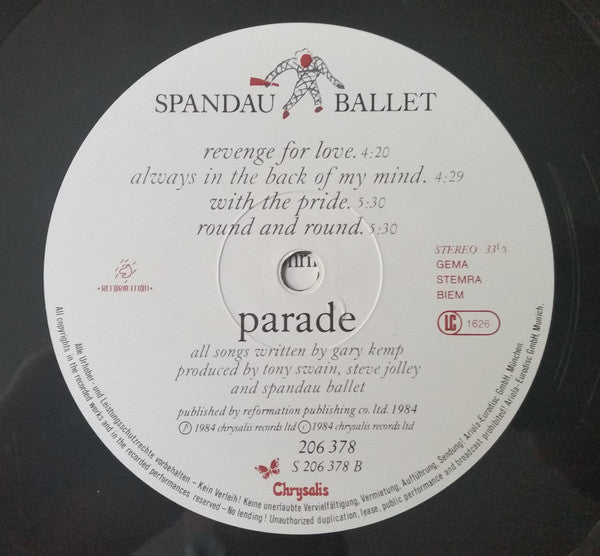 SPANDAU BALLET
revenge for love. 4:20
always in the back of my mind. 4:29
with the pride. 5:30
round and round. 5:30
STEREO · 33 1/3
GEMA
STEMRA
BIEM
LC 1626
• REFORMATION •
parade
all songs written by gary kemp
produced by tony swain, steve jolley
and spandau ballet
published by reformation publishing co. ltd. 1984
Ⓟ 1984 chrysalis records ltd Ⓒ 1984 chrysalis records ltd
206 378
S 206 378 B
Chrysalis
Alle Urheber- und Leistungsschutzrechte vorbehalten – Kein Verleih! Keine unerlaubte Vervielfältigung, Vermietung, Aufführung, Sendung! Ariola-Eurodisc GmbH, München.
All copyrights in the recorded works and in the recorded performances reserved – No lending! Unauthorized duplication, lease, public performance and broadcast prohibited! Ariola-Eurodisc GmbH, Munich.